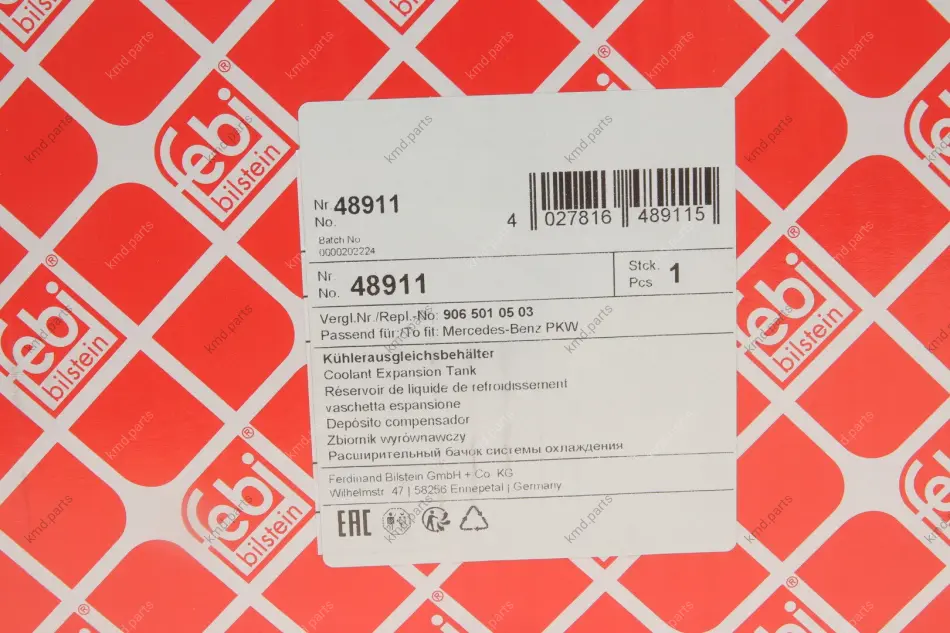 febi
bilstein
®
kmd.parts
Nr.
No. 48911
4 027816 489115
Batch No
0000202224
Nr.
No. 48911
Stck.
Pcs 1
Vergl.Nr./Repl.-No: 906 501 05 03
Passend für:/To fit: Mercedes-Benz PKW
Kühlerausgleichsbehälter
Coolant Expansion Tank
Réservoir de liquide de refroidissement
vaschetta espansione
Depósito compensador
Zbiornik wyrównawczy
Расширительный бачок системы охлаждения
Ferdinand Bilstein GmbH + Co. KG
Wilhelmstr. 47 | 58256 Ennepetal | Germany
EAC